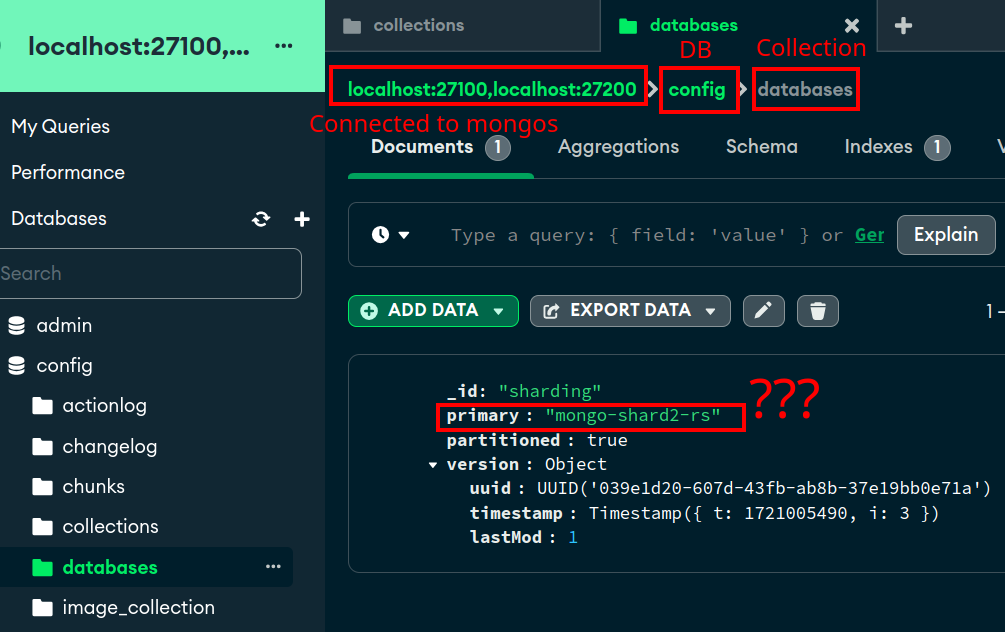 localhost:27100,... ...
collections
databases
DB
Collection
localhost:27100,localhost:27200 > config > databases
Connected to mongos
My Queries
Performance
Databases
Search
admin
config
actionlog
changelog
chunks
collections
databases ...
image_collection
Documents 1
Aggregations
Schema
Indexes 1
V
Type a query: { field: 'value' } or Ger
Explain
ADD DATA
EXPORT DATA
1 –
_id: "sharding"
primary : "mongo-shard2-rs"
???
partitioned : true
version : Object
uuid : UUID('039e1d20-607d-43fb-ab8b-37e19bb0e71a')
timestamp : Timestamp({ t: 1721005490, i: 3 })
lastMod : 1